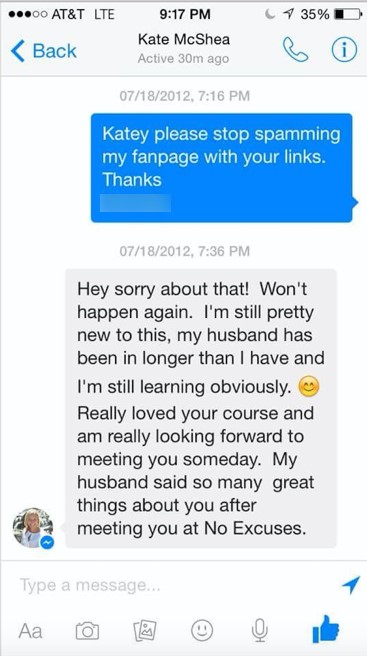 AT&T LTE 9:17 PM 35%
Back Kate McShea
Active 30m ago
07/18/2012, 7:16 PM
Katey please stop spamming
my fanpage with your links.
Thanks
07/18/2012, 7:36 PM
Hey sorry about that! Won't
happen again. I'm still pretty
new to this, my husband has
been in longer than I have and
I'm still learning obviously. 😊
Really loved your course and
am really looking forward to
meeting you someday. My
husband said so many great
things about you after
meeting you at No Excuses.
Type a message...
Aa